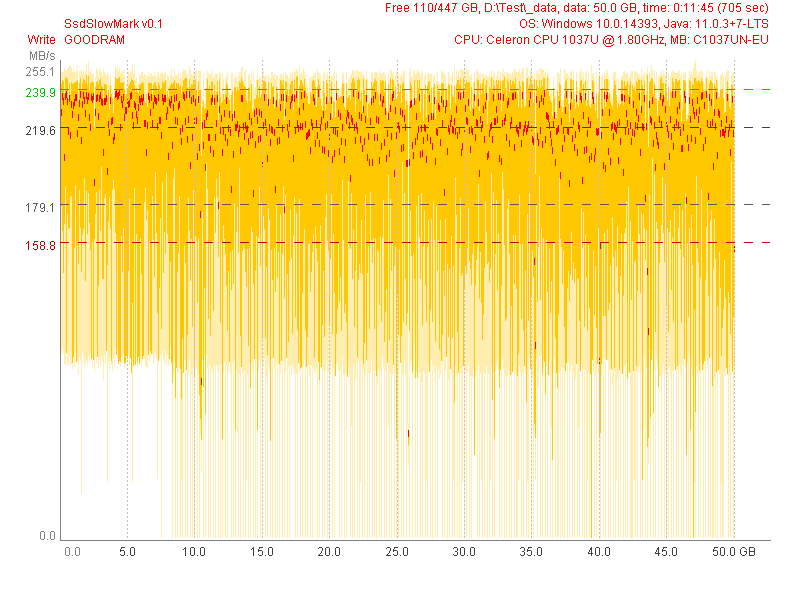 Free 110/447 GB, D:\Test\_data, data: 50.0 GB, time: 0:11:45 (705 sec)
SsdSlowMark v0.1
OS: Windows 10.0.14393, Java: 11.0.3+7-LTS
Write GOODRAM
CPU: Celeron CPU 1037U @ 1.80GHz, MB: C1037UN-EU
MB/s
255.1
239.9
219.6
179.1
158.8
0.0
0.0 5.0 10.0 15.0 20.0 25.0 30.0 35.0 40.0 45.0 50.0 GB